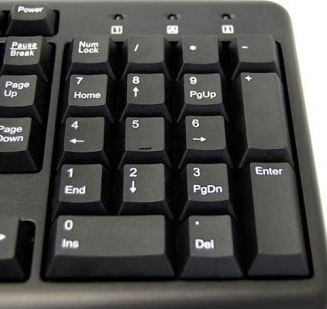 Power
1 A
Pause
Break
Num
Lock
/
*
-
Page
Up
7
Home
8
↑
9
PgUp
+
Page
Down
4
←
5
6
→
1
End
2
↓
3
PgDn
Enter
0
Ins
.
Del